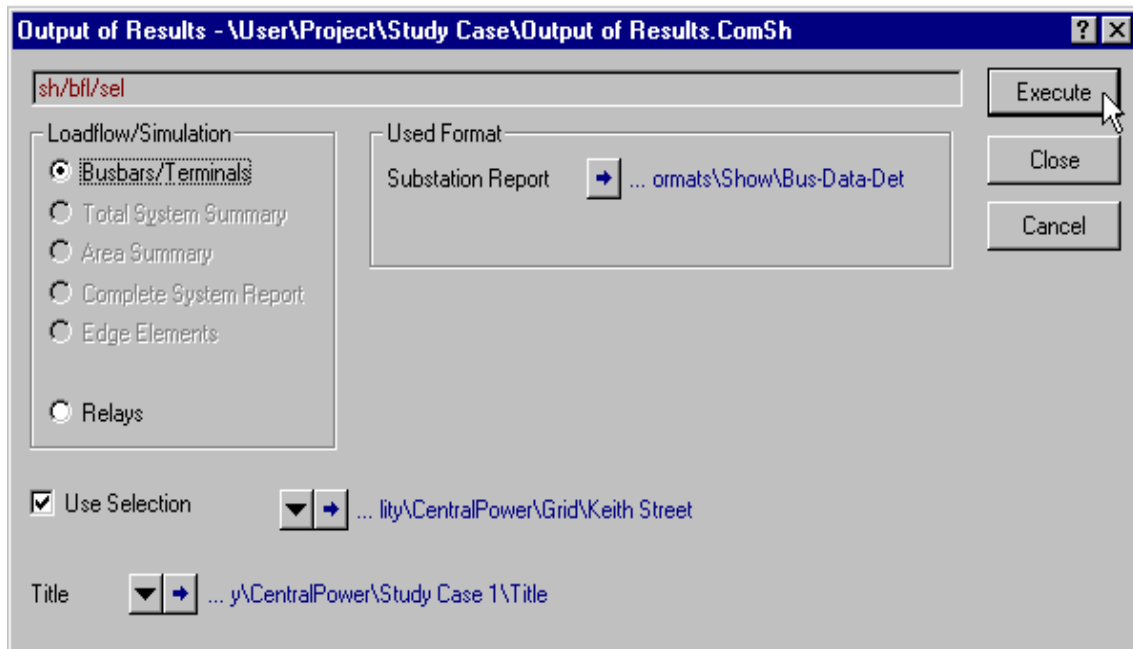 Output of Results - \User\Project\Study Case\Output of Results.ComSh
sh/bfl/sel
Execute
Loadflow/Simulation
Used Format
Busbars/Terminals
Substation Report ... ormats\Show\Bus-Data-Det
Close
Total System Summary
Cancel
Area Summary
Complete System Report
Edge Elements
Relays
Use Selection ... lity\CentralPower\Grid\Keith Street
Title ... y\CentralPower\Study Case 1\Title